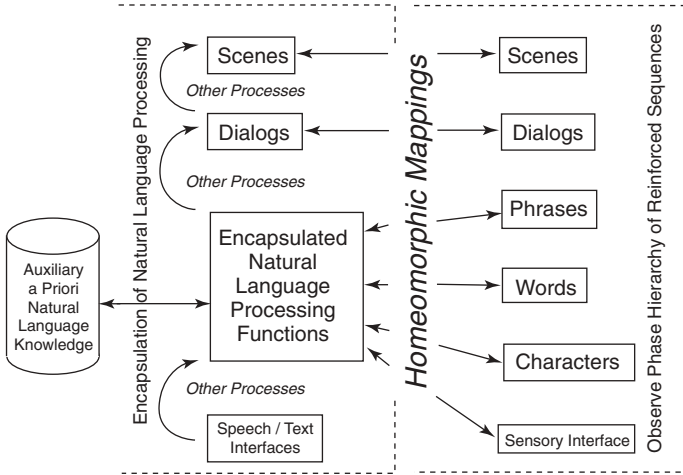 Scenes
Other Processes
Dialogs
Other Processes
Encapsulated
Natural
Language
Processing
Functions
Other Processes
Speech / Text
Interfaces
Auxiliary
a Priori
Natural
Language
Knowledge
Encapsulation of Natural Language Processing
Homeomorphic Mappings
Scenes
Dialogs
Phrases
Words
Characters
Sensory Interface
Observe Phase Hierarchy of Reinforced Sequences